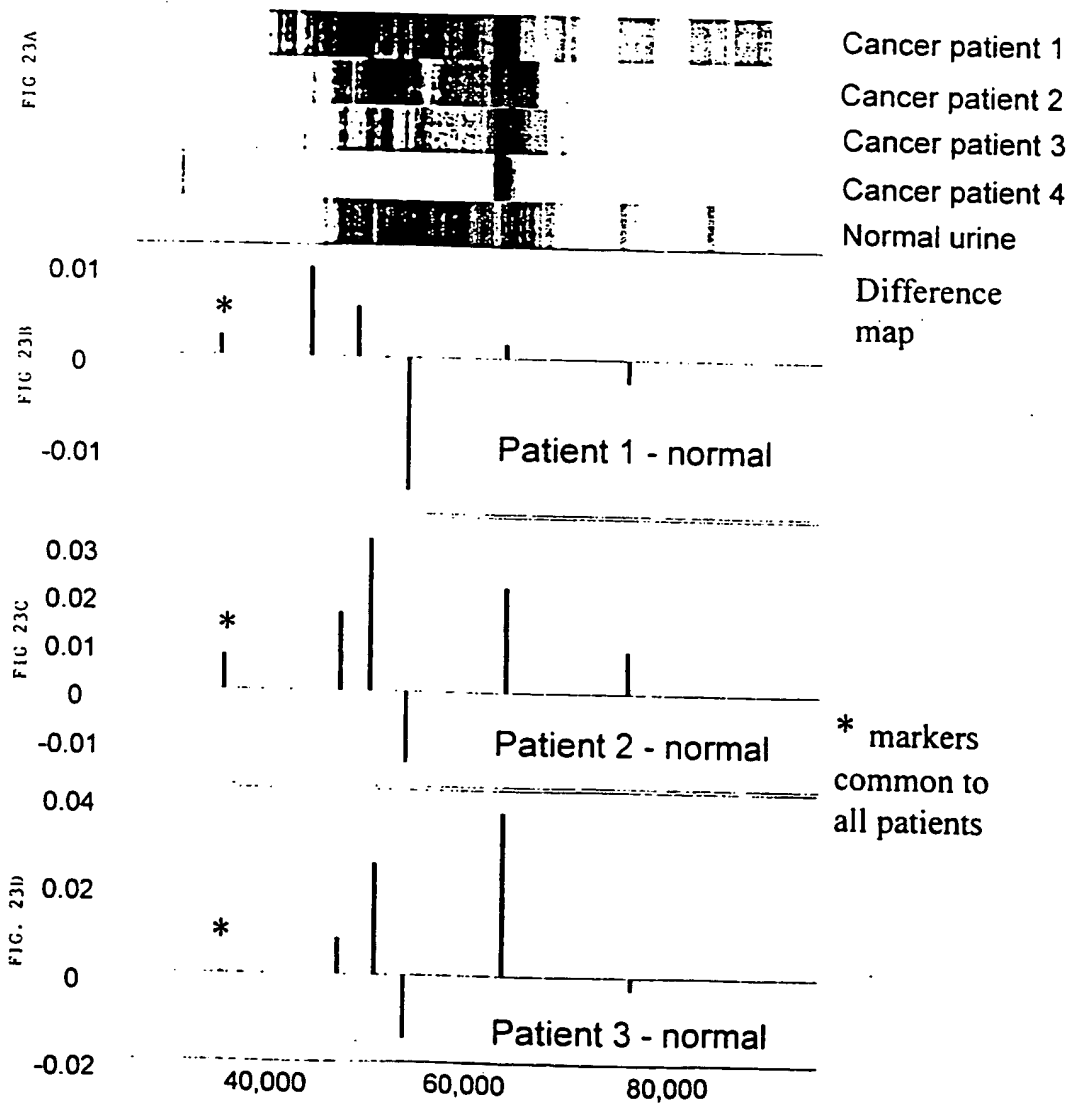 FIG 23A
Cancer patient 1
Cancer patient 2
Cancer patient 3
Cancer patient 4
Normal urine
Difference
map
FIG 23B
0.01
*
0
-0.01
Patient 1 - normal
FIG 23C
0.03
0.02
*
0.01
0
-0.01
Patient 2 - normal
* markers
common to
all patients
FIG. 23D
0.04
0.02
*
0
Patient 3 - normal
-0.02
40,000
60,000
80,000